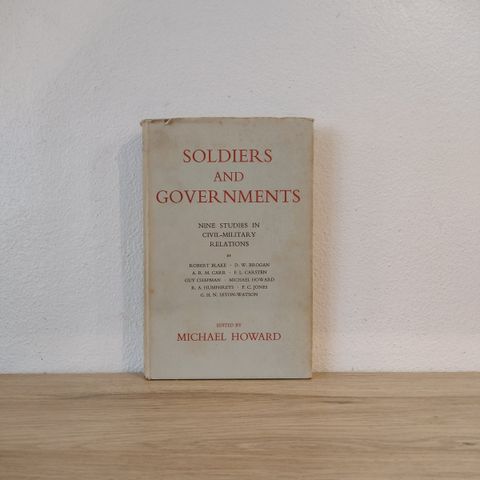 SOLDIERS
AND
GOVERNMENTS
NINE STUDIES IN
CIVIL-MILITARY
RELATIONS
BY
ROBERT BLAKE · D. W. BROGAN
A. R. M. CARR · F. L. CARSTEN
GUY CHAPMAN · MICHAEL HOWARD
R. A. HUMPHREYS · F. C. JONES
G. H. N. SETON-WATSON
EDITED BY
MICHAEL HOWARD